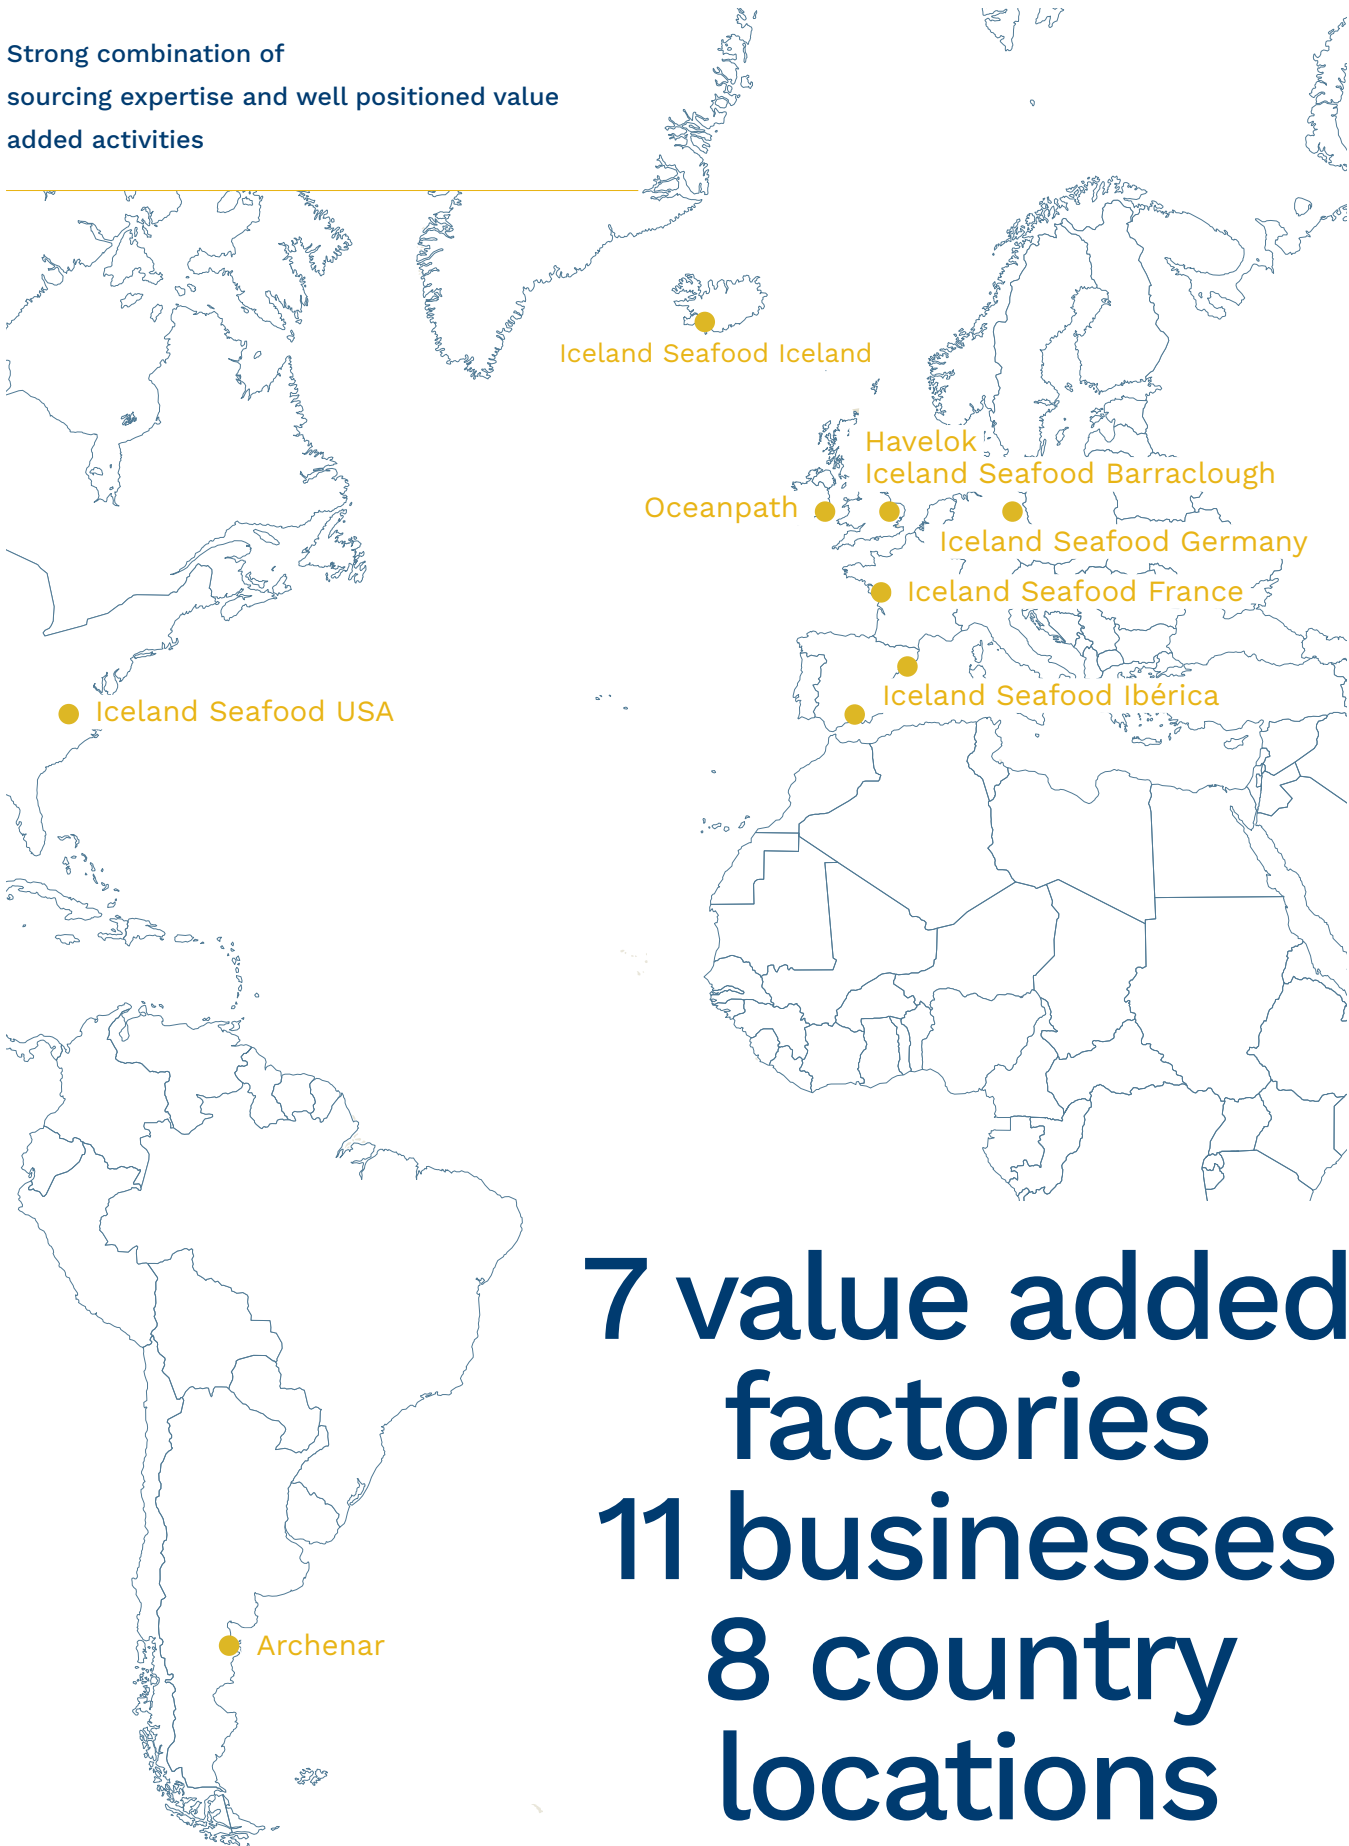 Strong combination of
sourcing expertise and well positioned value
added activities
Iceland Seafood Iceland
Havelok
Iceland Seafood Barraclough
Oceanpath
Iceland Seafood Germany
Iceland Seafood France
Iceland Seafood Ibérica
Iceland Seafood USA
7 value added
factories
11 businesses
8 country
locations
Archenar